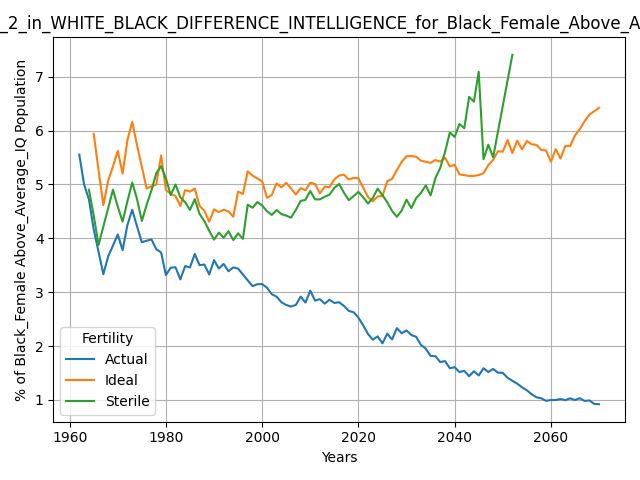 _2_in_WHITE_BLACK_DIFFERENCE_INTELLIGENCE_for_Black_Female_Above_A
% of Black_Female Above_Average_IQ Population
7
6
5
4
3
2
1
Fertility
Actual
Ideal
Sterile
1960 1980 2000 2020 2040 2060
Years